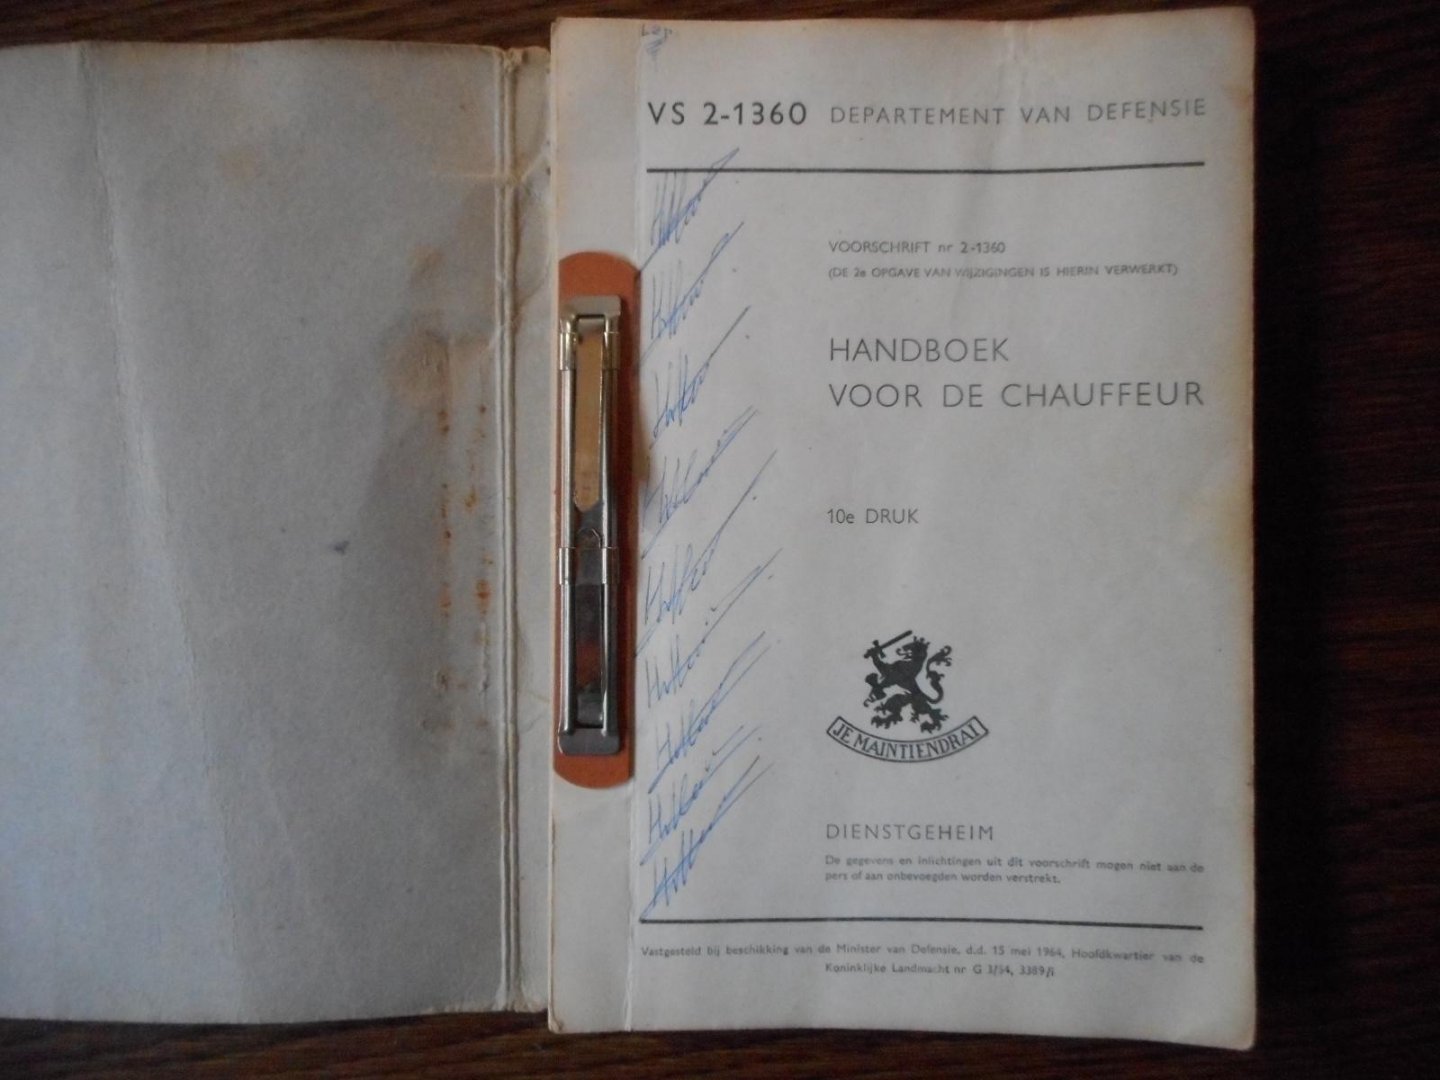 VS 2-1360 DEPARTEMENT VAN DEFENSIE
VOORSCHRIFT nr 2-1360
(DE 2e OPGAVE VAN WIJZIGINGEN IS HIERIN VERWERKT)
HANDBOEK
VOOR DE CHAUFFEUR
10e DRUK
JE MAINTIENDRAI
DIENSTGEHEIM
De gegevens en inlichtingen uit dit voorschrift mogen niet aan de
pers of aan onbevoegden worden verstrekt.
Vastgesteld bij beschikking van de Minister van Defensie, d.d. 15 mei 1964, Hoofdkwartier van de
Koninklijke Landmacht nr G 3/54, 3389/